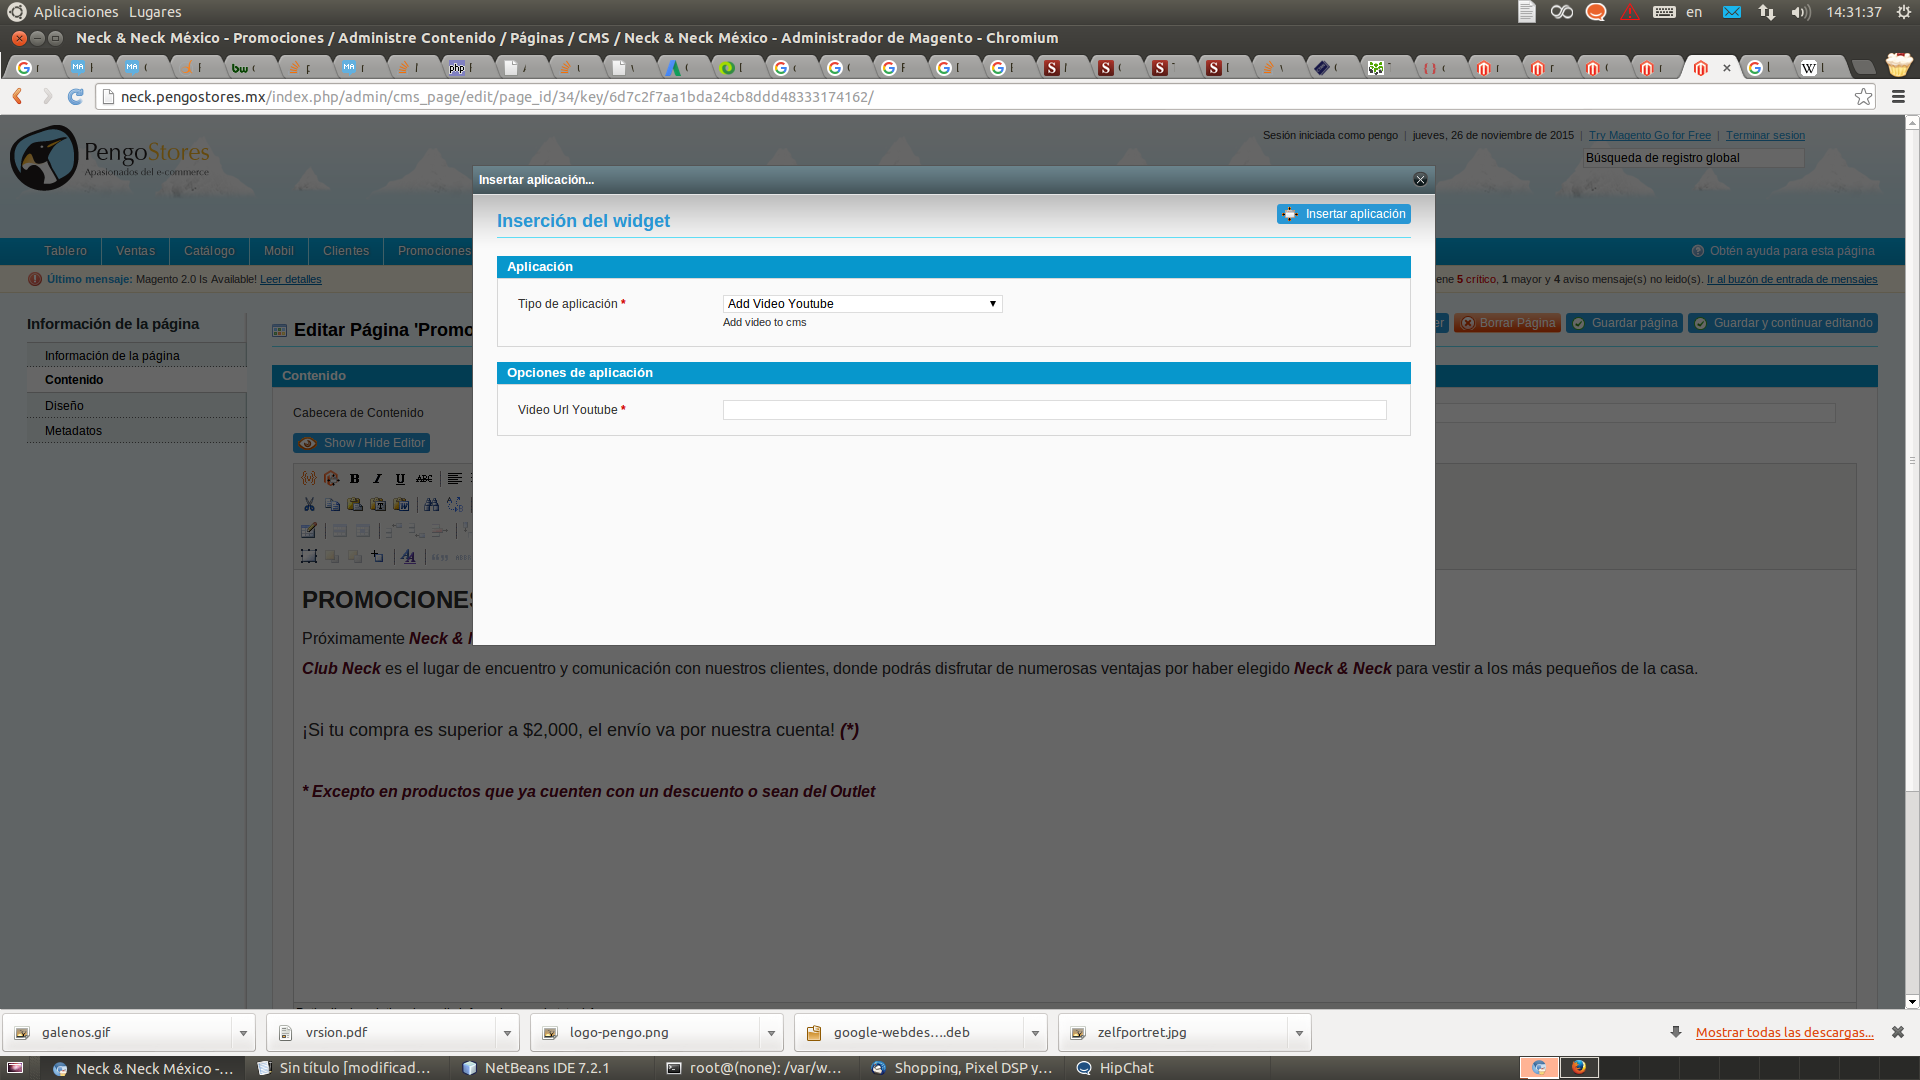 Aplicaciones Lugares
en 14:31:37
Neck & Neck México - Promociones / Administre Contenido / Páginas / CMS / Neck & Neck México - Administrador de Magento - Chromium
neck.pengostores.mx/index.php/admin/cms_page/edit/page_id/34/key/6d7c2f7aa1bda24cb8ddd48333174162/
PengoStores
Apasionados del e-commerce
Sesión iniciada como pengo | jueves, 26 de noviembre de 2015 | Try Magento Go for Free | Terminar sesion
Búsqueda de registro global
Insertar aplicación...
Inserción del widget
Insertar aplicación
Tablero Ventas Catálogo Mobil Clientes Promociones
Obtén ayuda para esta página
Último mensaje: Magento 2.0 Is Available! Leer detalles
ene 5 crítico, 1 mayor y 4 aviso mensaje(s) no leido(s). Ir al buzón de entrada de mensajes
Aplicación
Tipo de aplicación *
Add Video Youtube
Add video to cms
Opciones de aplicación
Video Url Youtube *
Información de la página
Información de la página
Contenido
Diseño
Metadatos
Editar Página 'Promo
er Borrar Página Guardar página Guardar y continuar editando
Contenido
Cabecera de Contenido
Show / Hide Editor
B I U ABC
PROMOCIONES
Próximamente Neck &
Club Neck es el lugar de encuentro y comunicación con nuestros clientes, donde podrás disfrutar de numerosas ventajas por haber elegido Neck & Neck para vestir a los más pequeños de la casa.
¡Si tu compra es superior a $2,000, el envío va por nuestra cuenta! (*)
* Excepto en productos que ya cuenten con un descuento o sean del Outlet
galenos.gif
vrsion.pdf
logo-pengo.png
google-webdes....deb
zelfportret.jpg
Mostrar todas las descargas...
Neck & Neck México -...
Sin título [modificad...
NetBeans IDE 7.2.1
root@(none): /var/w...
Shopping, Pixel DSP y...
HipChat